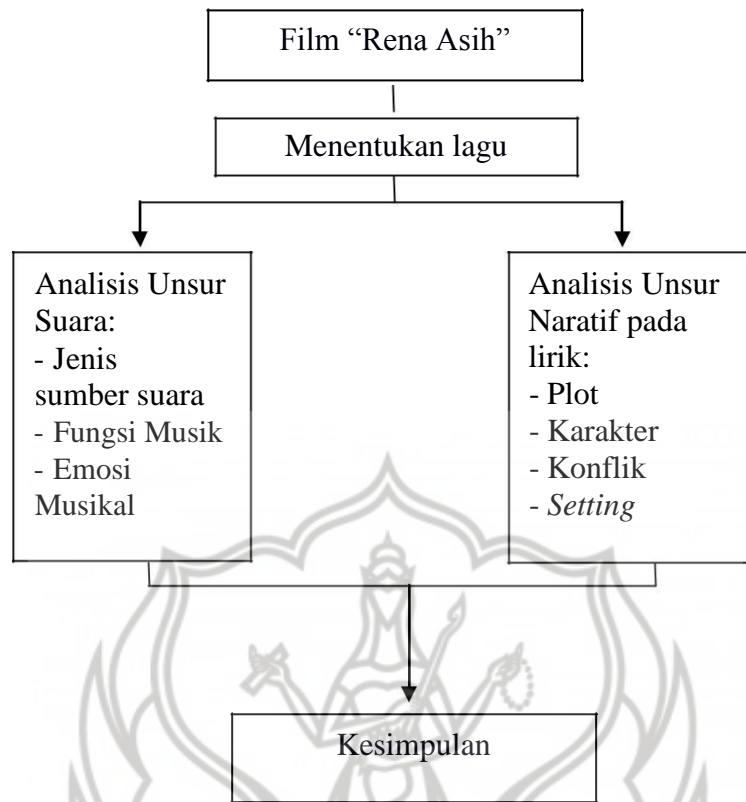 Film “Rena Asih”
Menentukan lagu
Analisis Unsur
Suara:
- Jenis
sumber suara
- Fungsi Musik
- Emosi
Musikal
Analisis Unsur
Naratif pada
lirik:
- Plot
- Karakter
- Konflik
- Setting
Kesimpulan